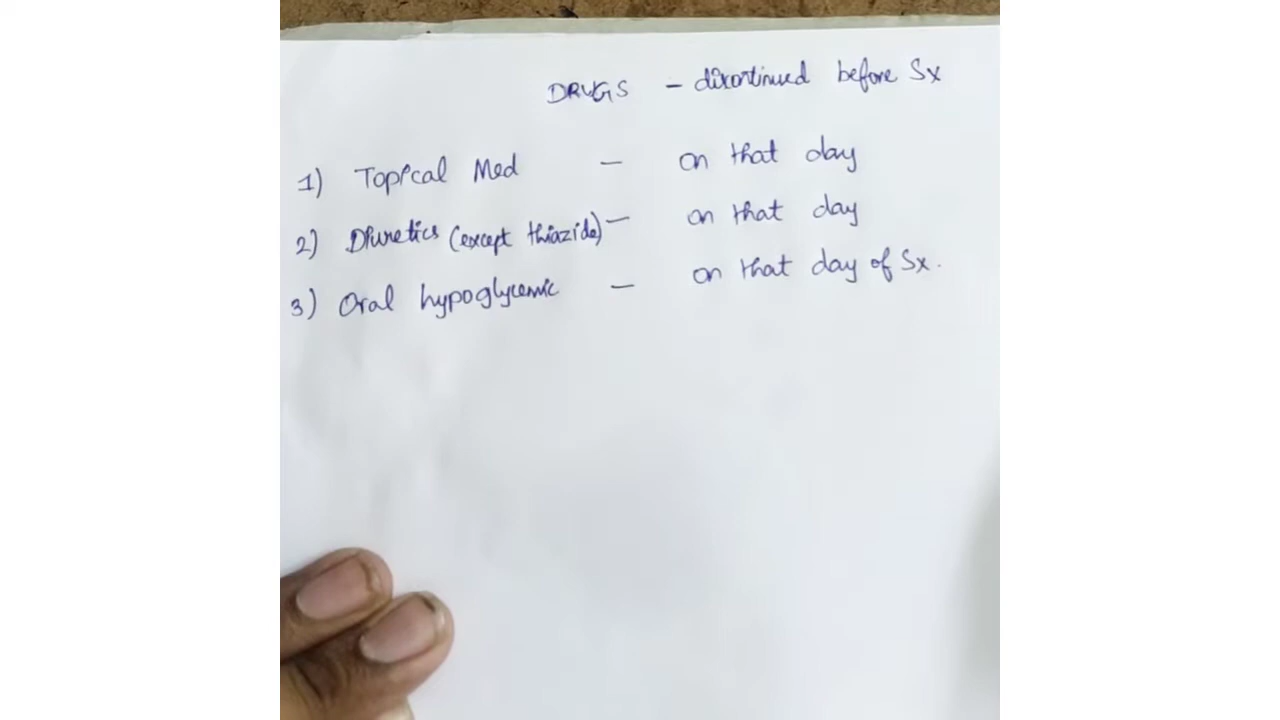 DRUGS - discontinued before Sx
1) Topical Med - on that day
2) Diuretics (except thiazide) - on that day
3) Oral hypoglycemic - on that day of Sx.